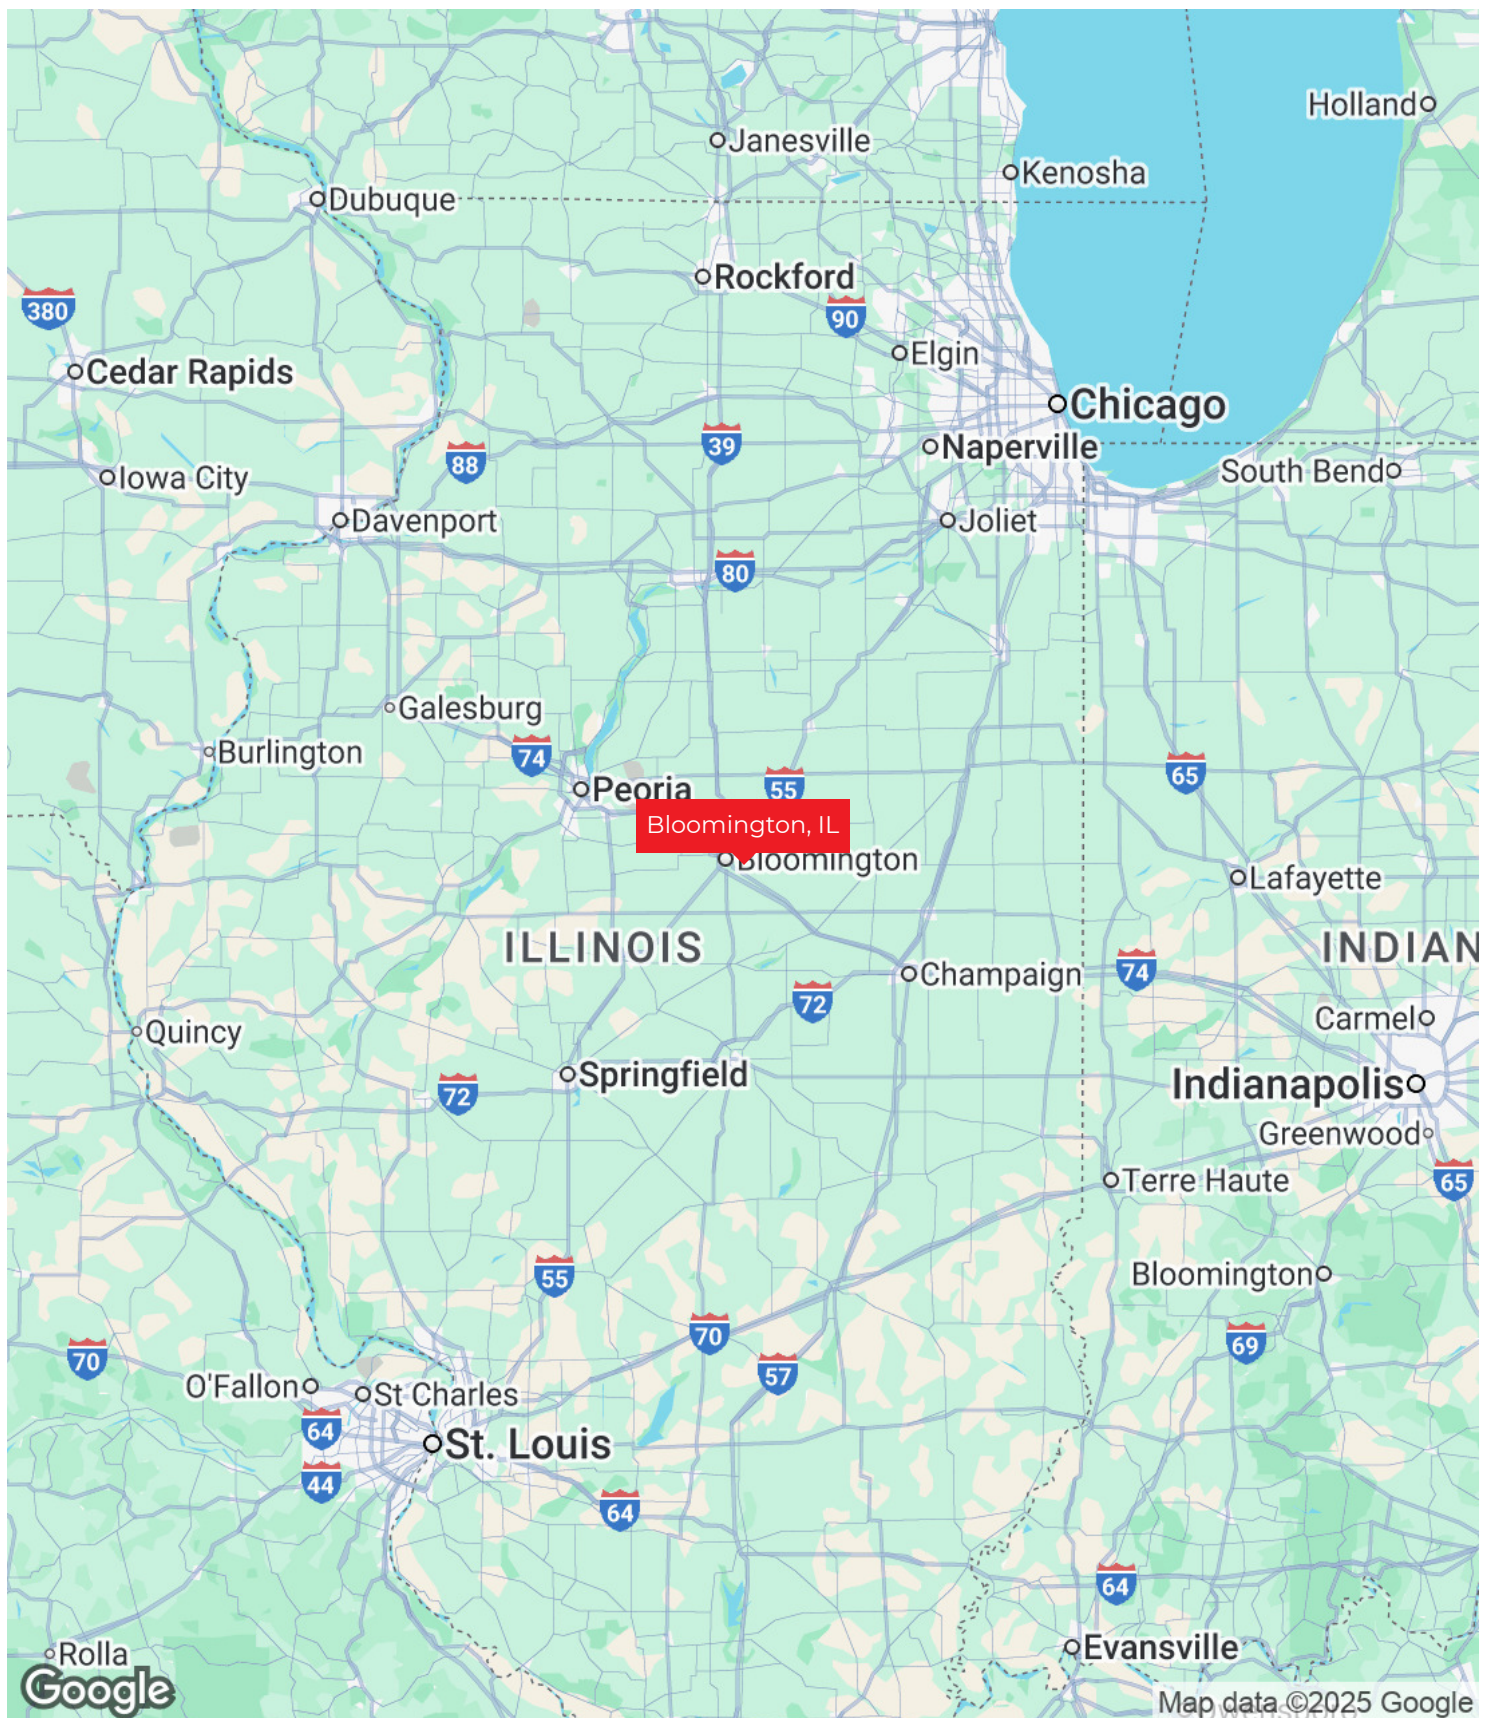 Holland
Janesville
Kenosha
Dubuque
Rockford
380
90
Elgin
Cedar Rapids
Chicago
39
Naperville
88
South Bend
Iowa City
Davenport
Joliet
80
Galesburg
Burlington
74
65
Peoria
55
Bloomington, IL
Bloomington
Lafayette
ILLINOIS
INDIAN
74
Champaign
72
Carmel
Quincy
Springfield
Indianapolis
72
Greenwood
Terre Haute
65
Bloomington
55
70
69
70
57
O'Fallon
St Charles
64
St. Louis
44
64
64
Evansville
Rolla
Google
Map data ©2025 Google